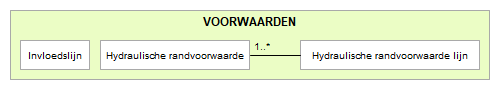 VOORWAARDEN
Invloedslijn
Hydraulische randvoorwaarde
1..*
Hydraulische randvoorwaarde lijn